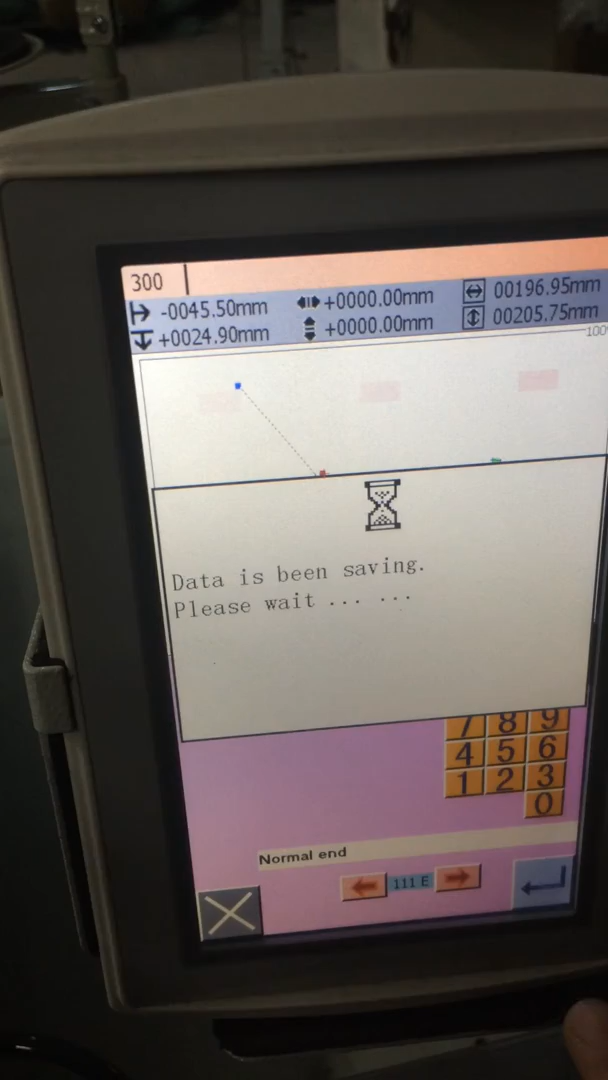 300
-0045.50mm +0000.00mm 00196.95mm
+0024.90mm +0000.00mm 00205.75mm
100
Data is been saving.
Please wait ... ...
7 8 9
4 5 6
1 2 3
0
Normal end
111 E